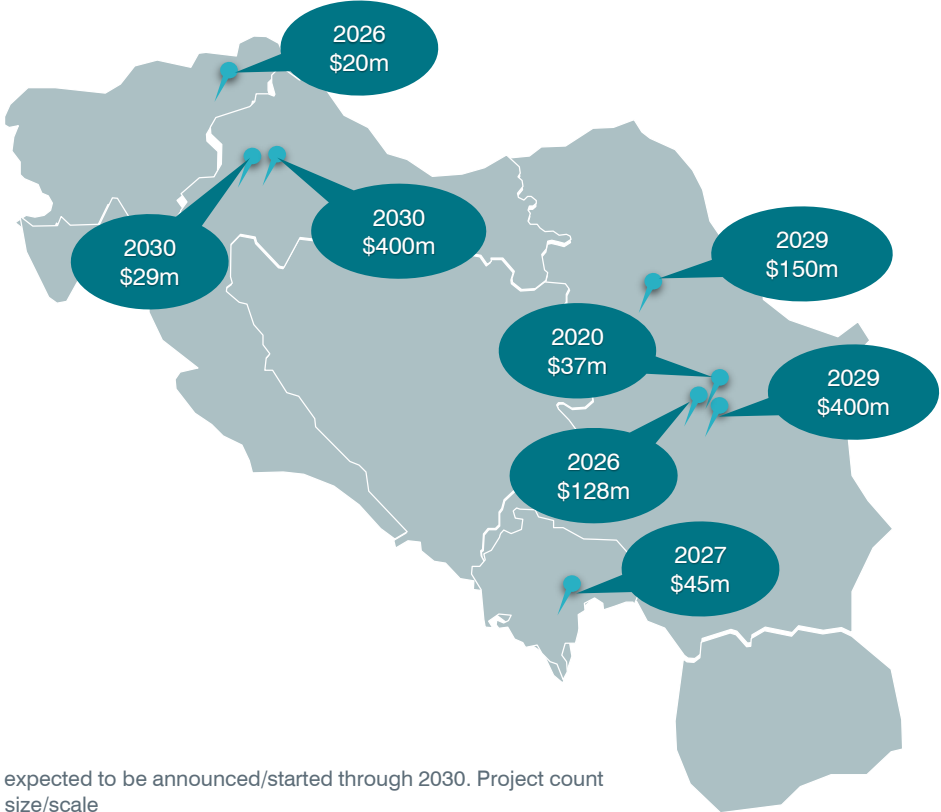 2026
$20m
2030
$400m
2030
$29m
2029
$150m
2020
$37m
2029
$400m
2026
$128m
2027
$45m
expected to be announced/started through 2030. Project count
size/scale